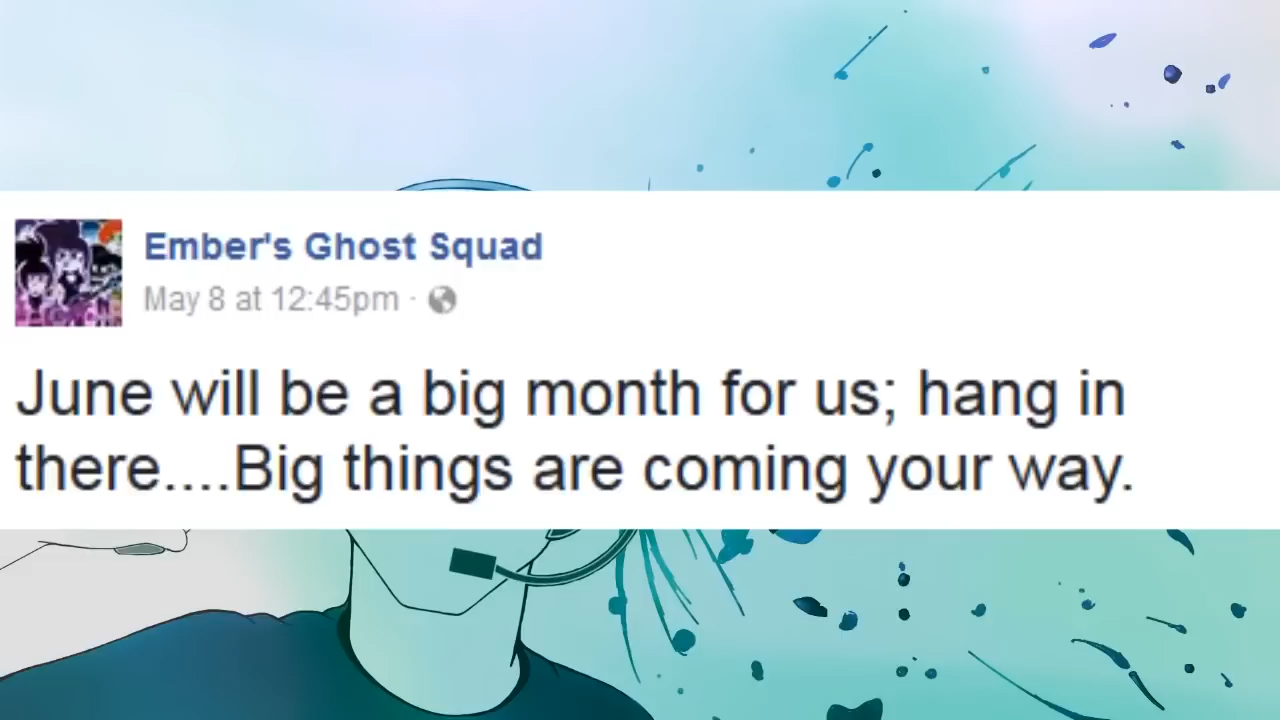 Ember's Ghost Squad
May 8 at 12:45pm ·
June will be a big month for us; hang in
there....Big things are coming your way.